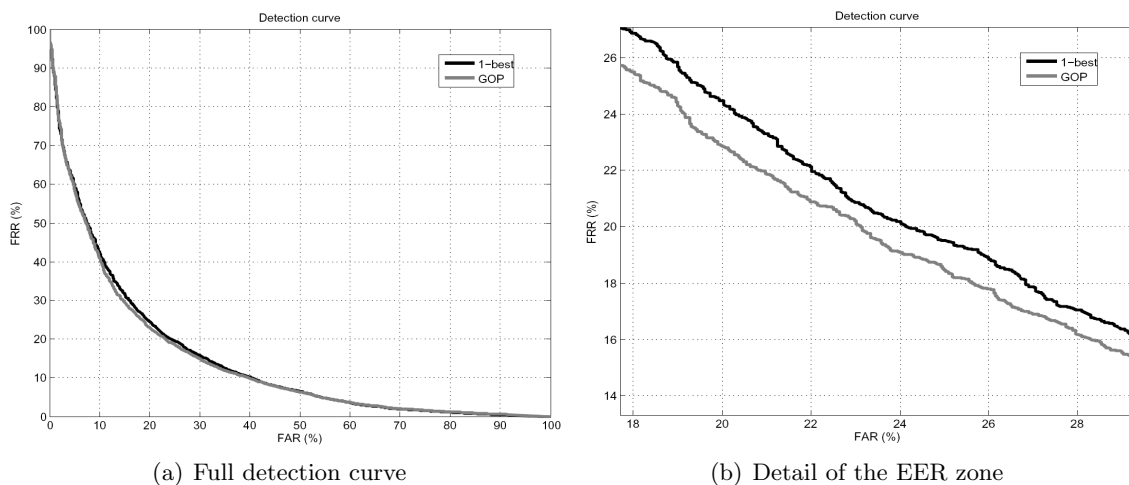 Detection curve
100
90
80
70
60
50
40
30
20
10
0
FRR (%)
1-best
GOP
0 10 20 30 40 50 60 70 80 90 100
FAR (%)
(a) Full detection curve
Detection curve
26
24
22
20
18
16
14
FRR (%)
1-best
GOP
18 20 22 24 26 28
FAR (%)
(b) Detail of the EER zone